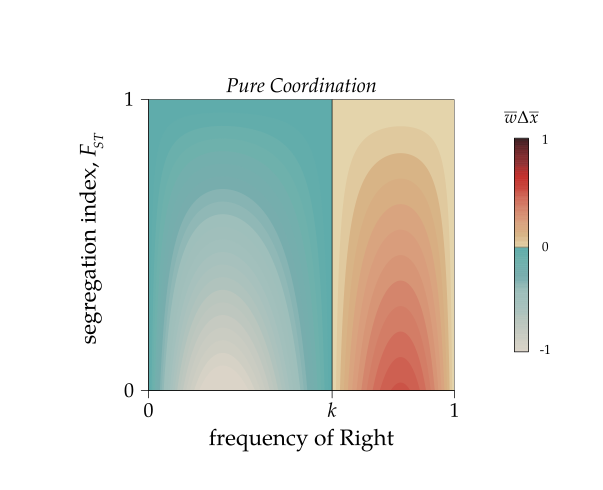 Pure Coordination
w̅Δx̅
1
0
-1
segregation index, F_ST
1
0
0
k
1
frequency of Right